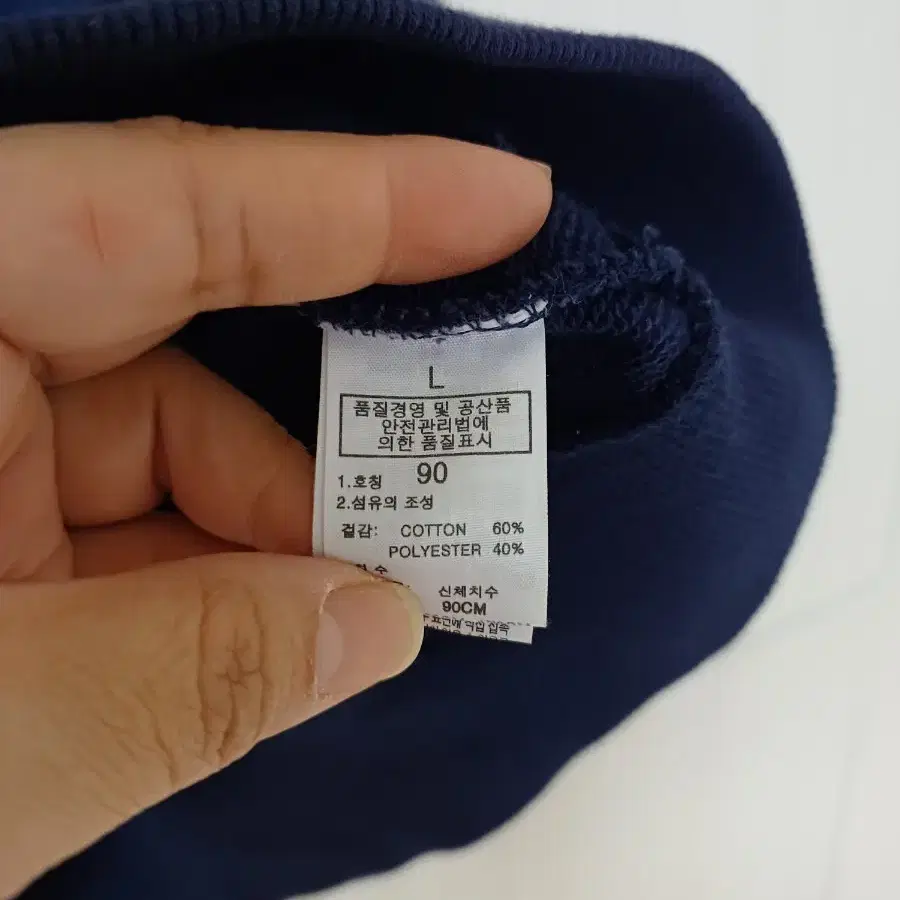 L
품질경영 및 공산품
안전관리법에
의한 품질표시
1.호칭 90
2.섬유의 조성
겉감: COTTON 60%
POLYESTER 40%
수
신체치수
90CM